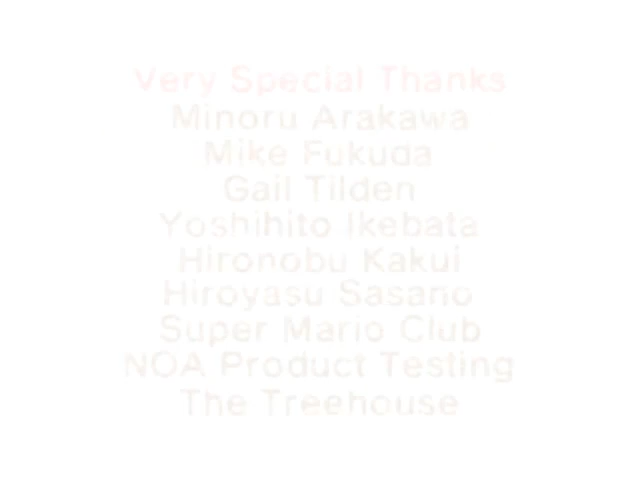 Very Special Thanks
Minoru Arakawa
Mike Fukuda
Gail Tilden
Yoshihito Ikebata
Hironobu Kakui
Hiroyasu Sasano
Super Mario Club
NOA Product Testing
The Treehouse